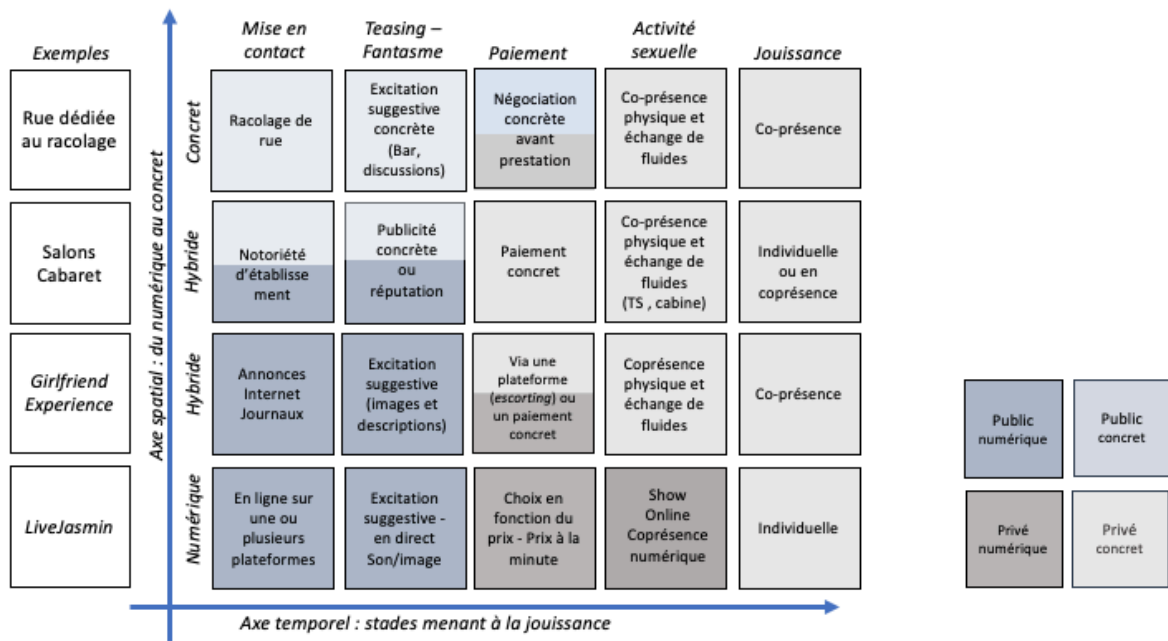 Exemples
Mise en
contact
Teasing –
Fantasme
Paiement
Activité
sexuelle
Jouissance
Axe spatial : du numérique au concret
Rue dédiée
au racolage
Concret
Racolage de
rue
Excitation
suggestive
concrète
(Bar,
discussions)
Négociation
concrète
avant
prestation
Co-présence
physique et
échange de
fluides
Co-présence
Salons
Cabaret
Hybride
Notoriété
d'établisse
ment
Publicité
concrète
ou
réputation
Paiement
concret
Co-présence
physique et
échange de
fluides
(TS , cabine)
Individuelle
ou en
coprésence
Girlfriend
Experience
Hybride
Annonces
Internet
Journaux
Excitation
suggestive
(images et
descriptions)
Via une
plateforme
(escorting) ou
un paiement
concret
Coprésence
physique et
échange de
fluides
Co-présence
LiveJasmin
Numérique
En ligne sur
une ou
plusieurs
plateformes
Excitation
suggestive -
en direct
Son/image
Choix en
fonction du
prix - Prix à la
minute
Show
Online
Coprésence
numérique
Individuelle
Axe temporel : stades menant à la jouissance
Public
numérique
Public
concret
Privé
numérique
Privé
concret